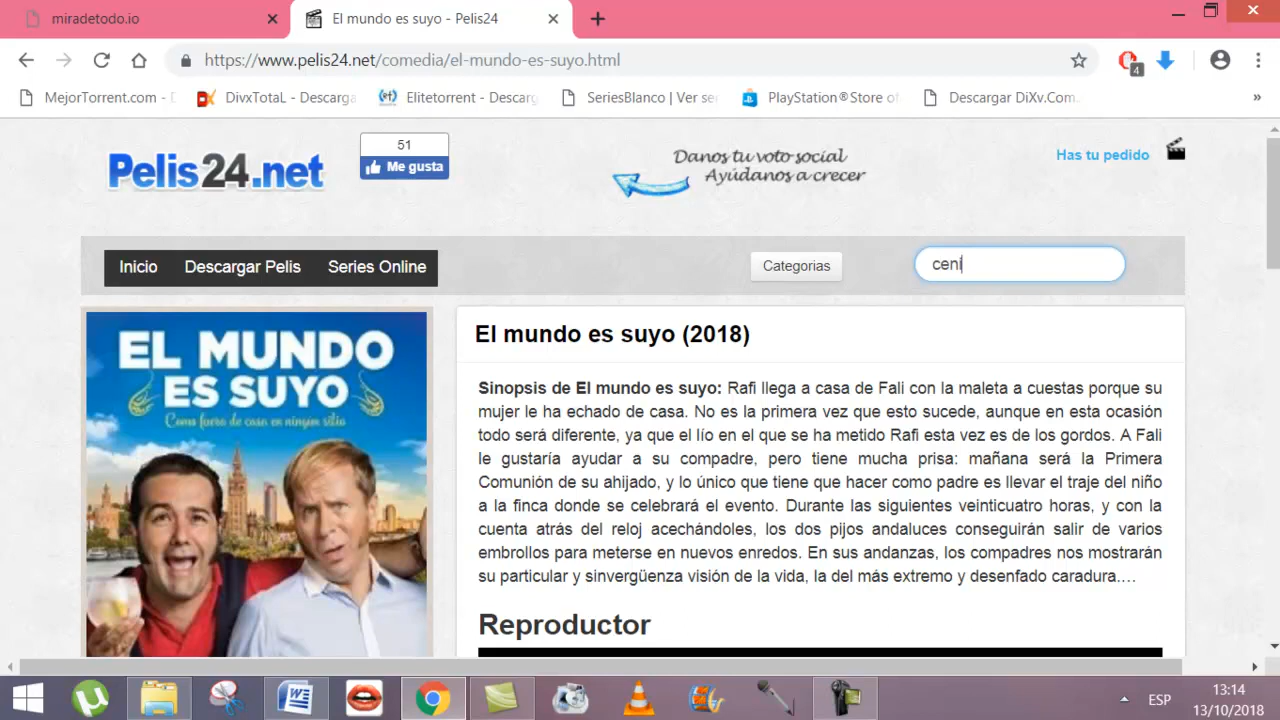 miradetodo.io
El mundo es suyo - Pelis24
https://www.pelis24.net/comedia/el-mundo-es-suyo.html
4
MejorTorrent.com - D
DivxTotaL - Descarga
Elitetorrent - Descarg
SeriesBlanco | Ver se
PlayStation®Store of
Descargar DiXv.Com...
»
Pelis24.net
51
Me gusta
Danos tu voto social
Ayúdanos a crecer
Has tu pedido
Inicio
Descargar Pelis
Series Online
Categorias
ceni
EL MUNDO
ES SUYO
Como fuera de casa en ningún sitio
El mundo es suyo (2018)
Sinopsis de El mundo es suyo: Rafi llega a casa de Fali con la maleta a cuestas porque su
mujer le ha echado de casa. No es la primera vez que esto sucede, aunque en esta ocasión
todo será diferente, ya que el lío en el que se ha metido Rafi esta vez es de los gordos. A Fali
le gustaría ayudar a su compadre, pero tiene mucha prisa: mañana será la Primera
Comunión de su ahijado, y lo único que tiene que hacer como padre es llevar el traje del niño
a la finca donde se celebrará el evento. Durante las siguientes veinticuatro horas, y con la
cuenta atrás del reloj acechándoles, los dos pijos andaluces conseguirán salir de varios
embrollos para meterse en nuevos enredos. En sus andanzas, los compadres nos mostrarán
su particular y sinvergüenza visión de la vida, la del más extremo y desenfado caradura.…
Reproductor
ESP
13:14
13/10/2018